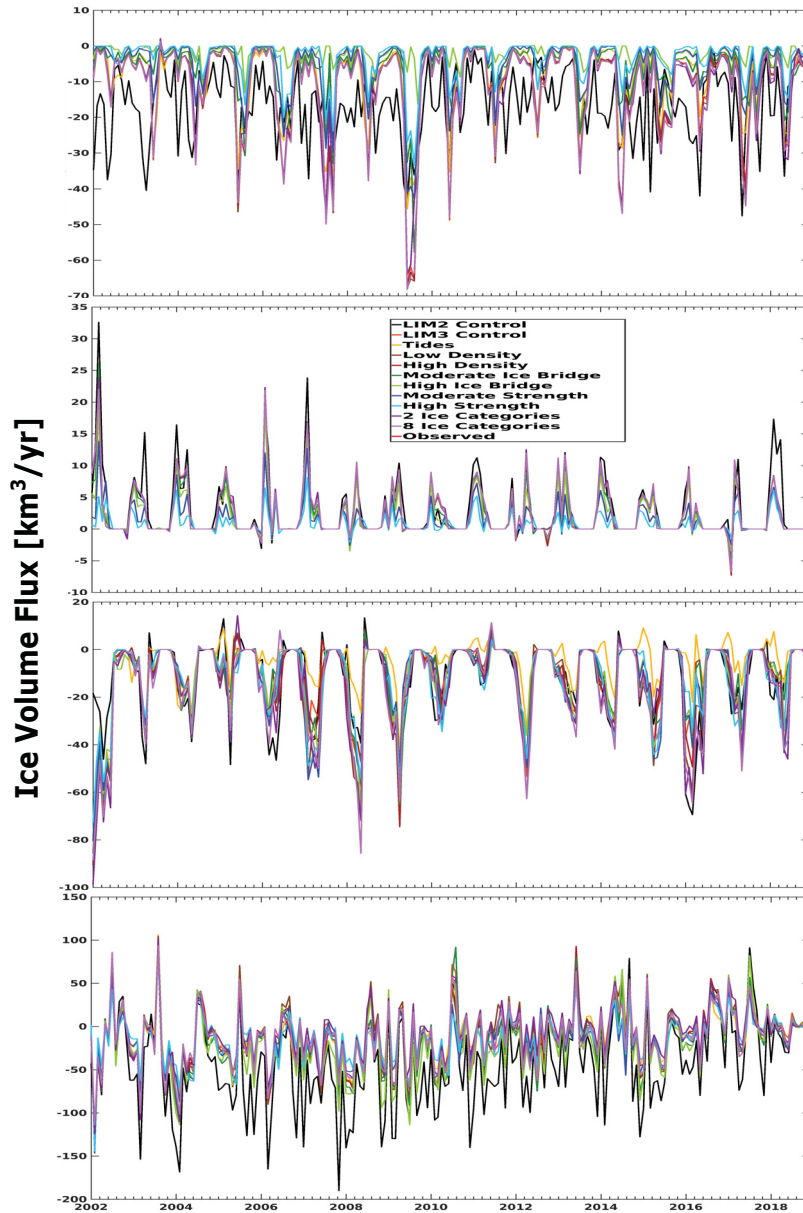 10
0
-10
-20
-30
-40
-50
-60
-70
35
30
25
20
15
10
5
0
-5
-10
LIM2 Control
LIM3 Control
Tides
Low Density
High Density
Moderate Ice Bridge
High Ice Bridge
Moderate Strength
High Strength
2 Ice Categories
8 Ice Categories
Observed
Ice Volume Flux [km³/yr)
20
0
-20
-40
-60
-80
-100
150
100
50
0
-50
-100
-150
-200
2002 2004 2006 2008 2010 2012 2014 2016 2018